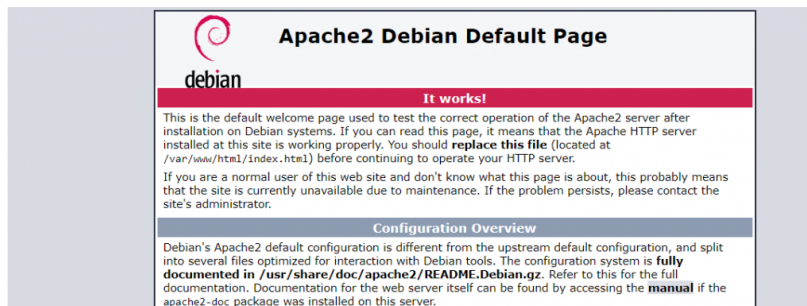 Apache2 Debian Default Page
debian
It works!
This is the default welcome page used to test the correct operation of the Apache2 server after
installation on Debian systems. If you can read this page, it means that the Apache HTTP server
installed at this site is working properly. You should replace this file (located at
/var/www/html/index.html) before continuing to operate your HTTP server.
If you are a normal user of this web site and don't know what this page is about, this probably means
that the site is currently unavailable due to maintenance. If the problem persists, please contact the
site's administrator.
Configuration Overview
Debian's Apache2 default configuration is different from the upstream default configuration, and split
into several files optimized for interaction with Debian tools. The configuration system is fully
documented in /usr/share/doc/apache2/README.Debian.gz. Refer to this for the full
documentation. Documentation for the web server itself can be found by accessing the manual if the
apache2-doc package was installed on this server.